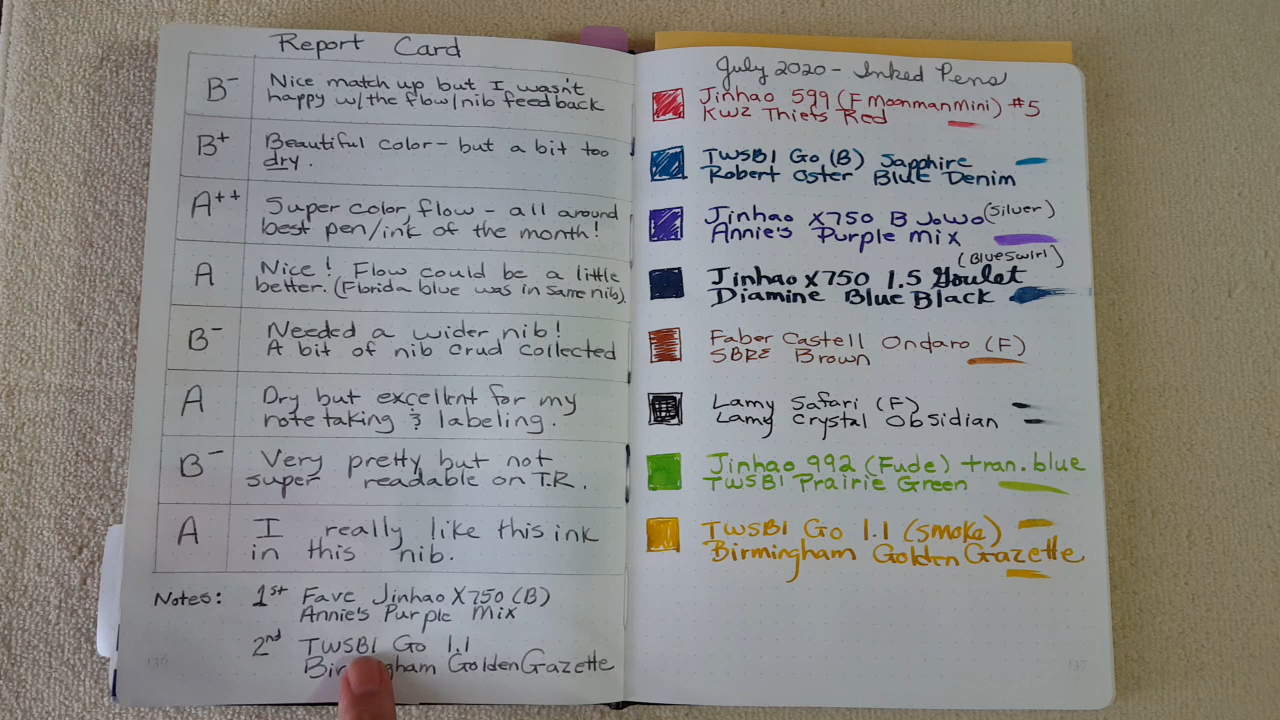 Report Card
B-
Nice match up but I wasn't
happy w/the flow/nib feedback
B+
Beautiful color- but a bit too
dry.
A++
Super color, flow - all around
best pen/ink of the month!
A
Nice! Flow could be a little
better. (Florida blue was in same nib).
B-
Needed a wider nib!
A bit of nib crud collected
A
Dry but excellent for my
note taking & labeling.
B-
Very pretty but not
super readable on T.R.
A
I really like this ink
in this nib.
Notes: 1st Fave Jinhao X750 (B)
Annie's Purple Mix
2nd TWSBI Go 1.1
Birmingham Golden Gazette
136
July 2020 - Inked Pens
Jinhao 599 (F Moonman Mini) #5
KWZ Thiefs Red
TWSBI Go (B) Sapphire
Robert Oster Blue Denim
Jinhao X750 B Jowo (Silver)
Annie's Purple Mix
(Blue Swirl)
Jinhao X750 1.5 Goulet
Diamine Blue Black
Faber Castell Ondaro (F)
SBRE Brown
Lamy Safari (F)
Lamy Crystal Obsidian
Jinhao 992 (Fude) tran. blue
TWSBI Prairie Green
TWSBI Go 1.1 (smoke)
Birmingham Golden Gazette
137